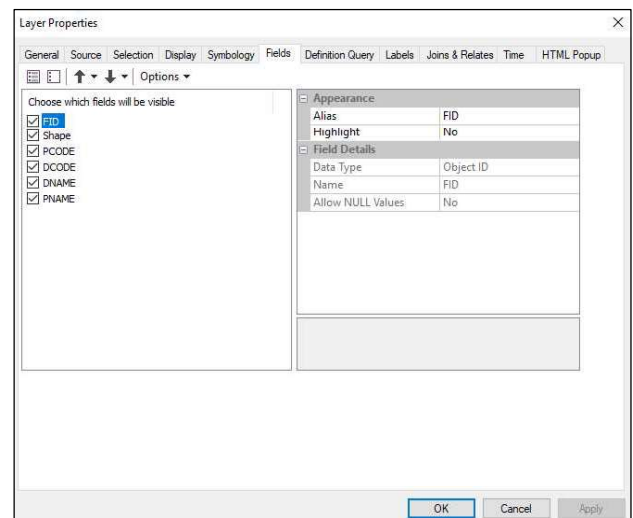 Layer Properties
General Source Selection Display Symbology Fields Definition Query Labels Joins & Relates Time HTML Popup
Options
Choose which fields will be visible
FID
Shape
PCODE
DCODE
DNAME
PNAME
Appearance
Alias FID
Highlight No
Field Details
Data Type Object ID
Name FID
Allow NULL Values No
OK Cancel Apply